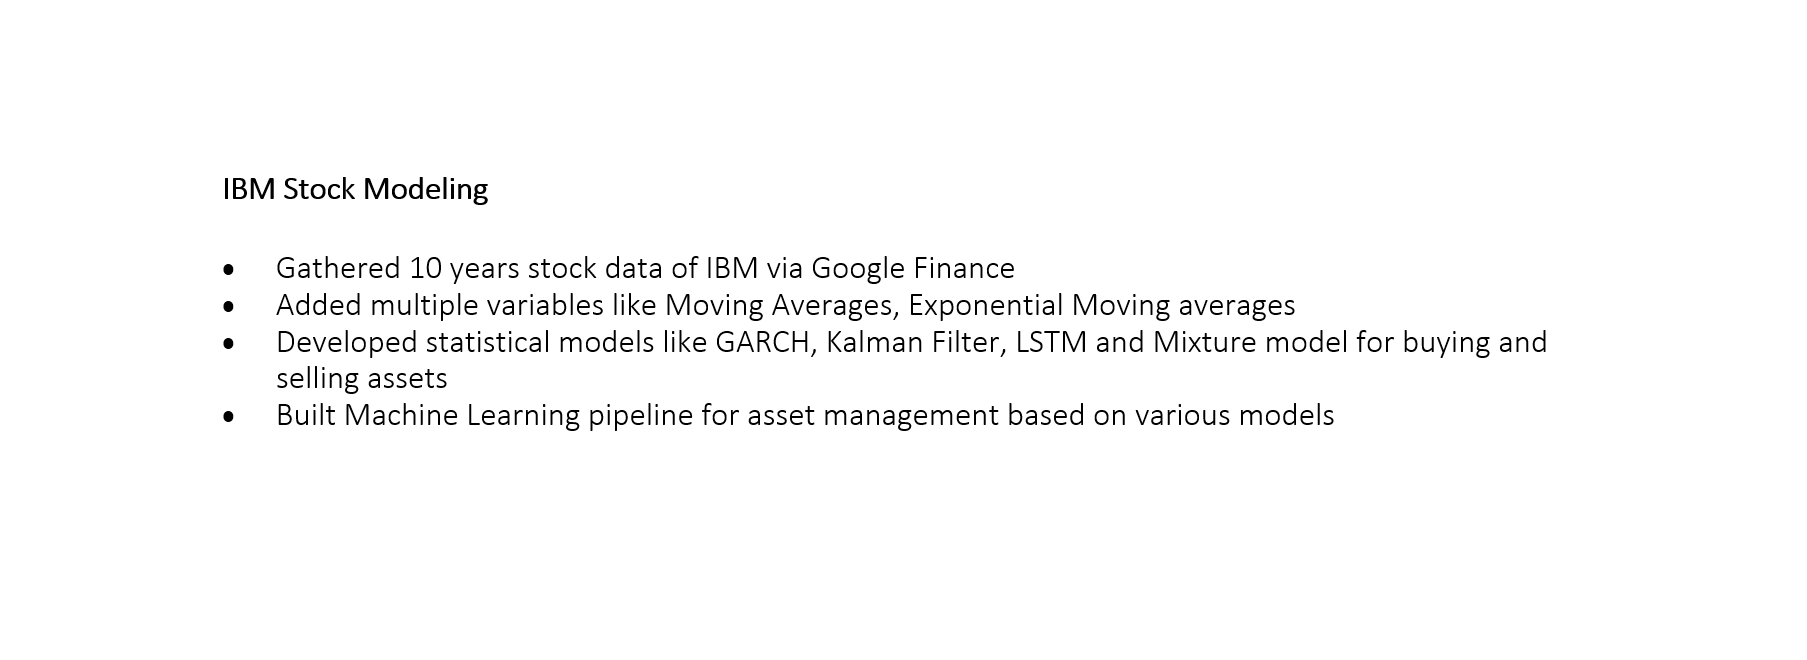 IBM Stock Modeling
• Gathered 10 years stock data of IBM via Google Finance
• Added multiple variables like Moving Averages, Exponential Moving averages
• Developed statistical models like GARCH, Kalman Filter, LSTM and Mixture model for buying and
selling assets
• Built Machine Learning pipeline for asset management based on various models